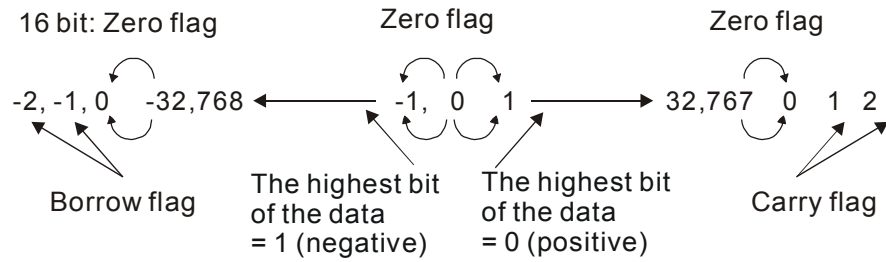 16 bit: Zero flag Zero flag Zero flag
-2, -1, 0 -32,768 -1, 0 1 32,767 0 1 2
Borrow flag
The highest bit
of the data
= 1 (negative)
The highest bit
of the data
= 0 (positive)
Carry flag